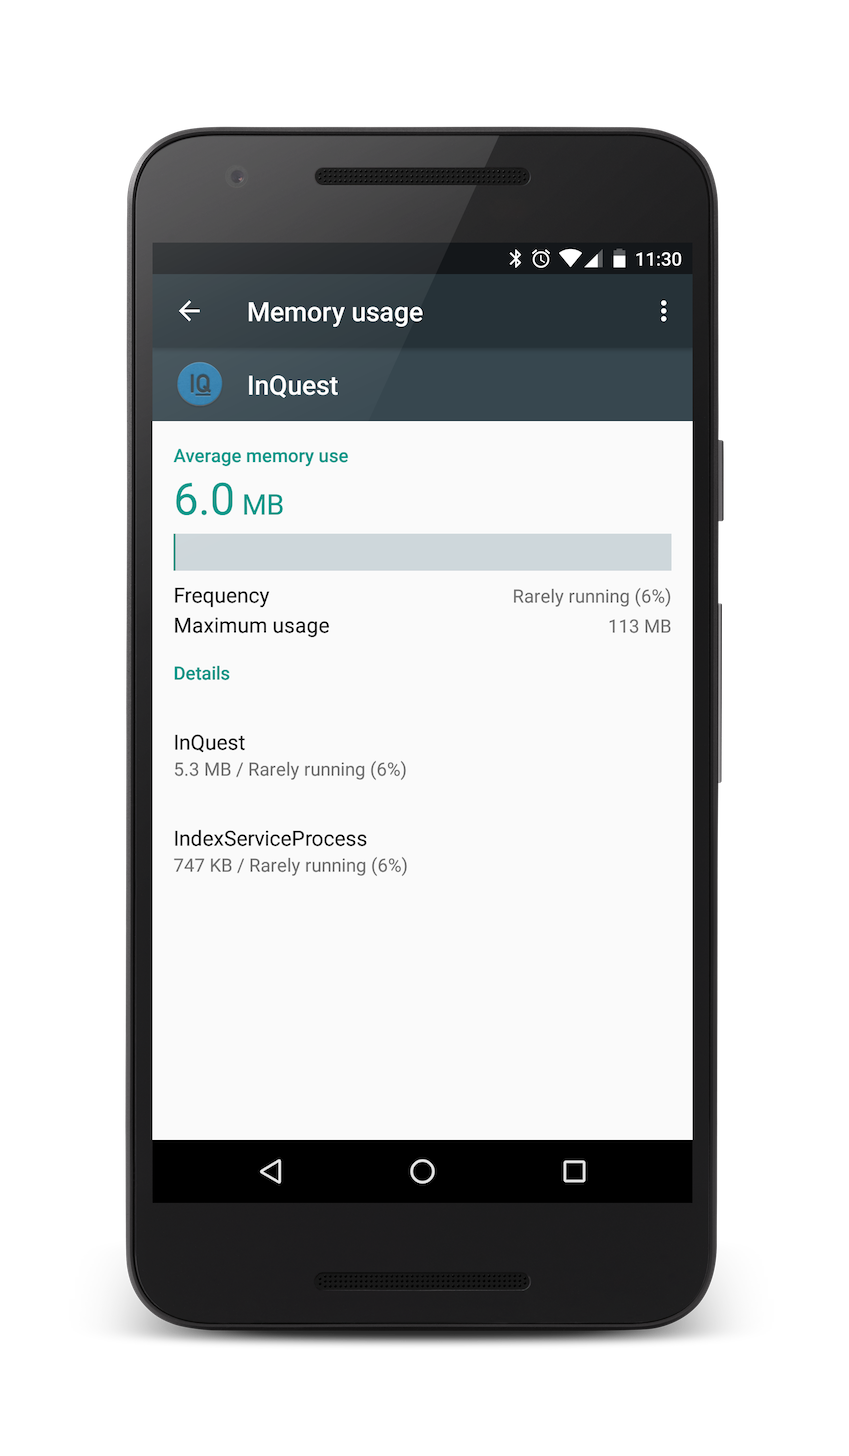 11:30
Memory usage
IQ
InQuest
Average memory use
6.0 MB
Frequency Rarely running (6%)
Maximum usage 113 MB
Details
InQuest
5.3 MB / Rarely running (6%)
IndexServiceProcess
747 KB / Rarely running (6%)